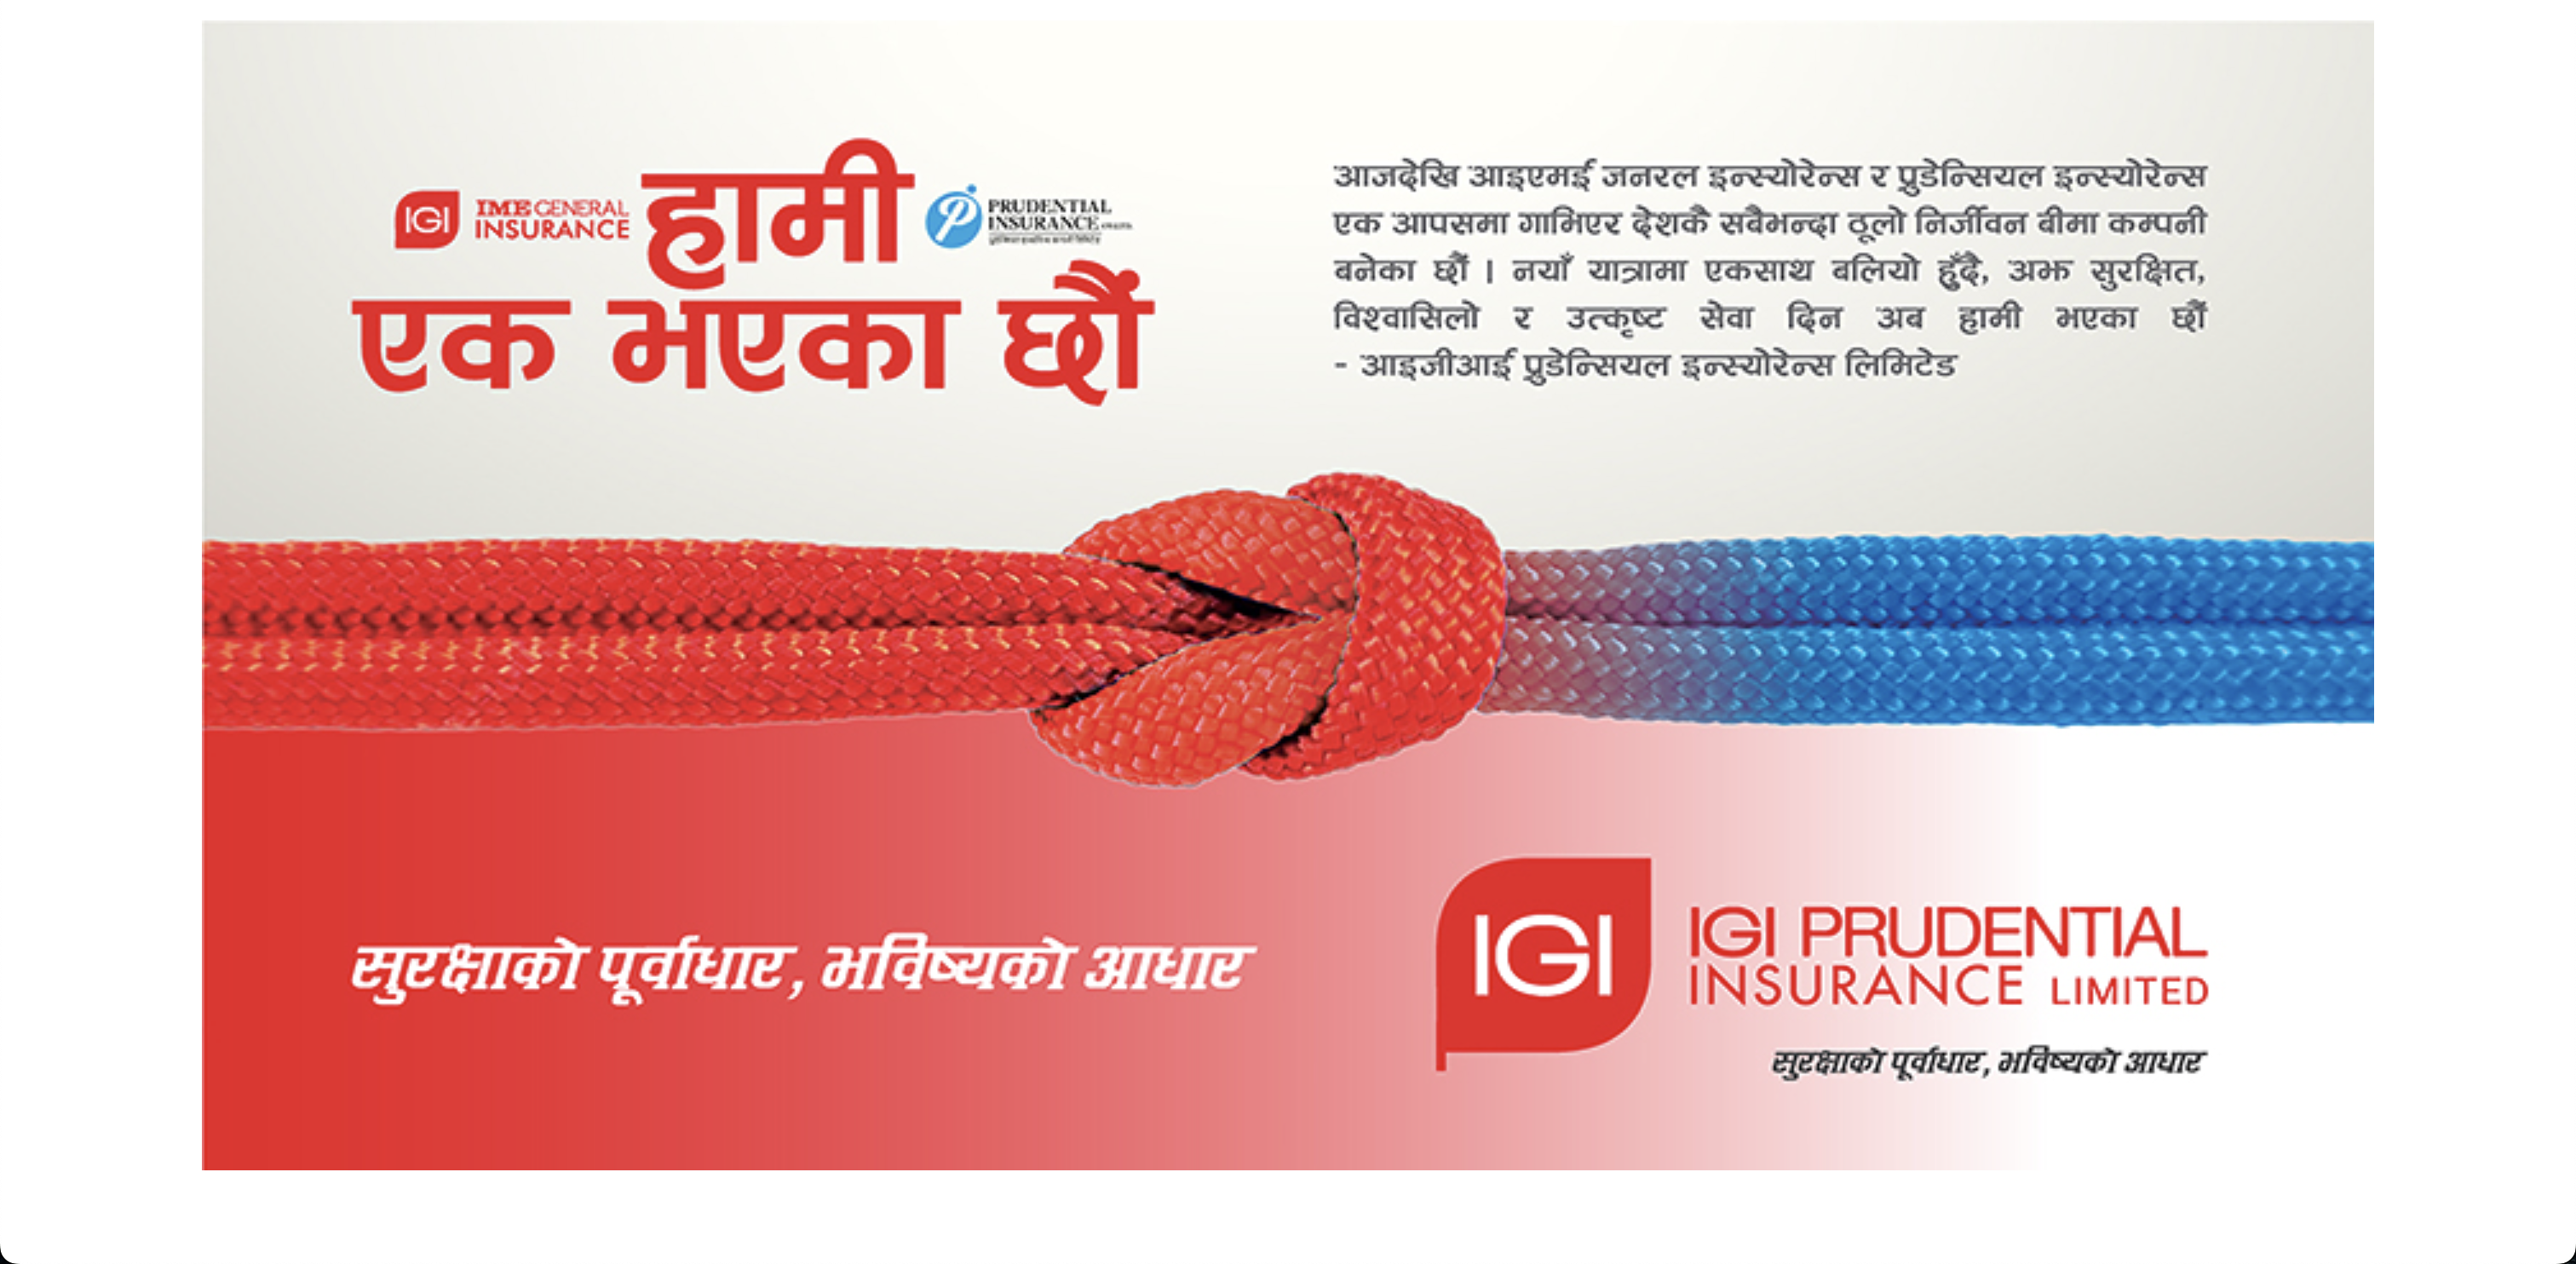 IGI IME GENERAL INSURANCE
हामी
PRUDENTIAL INSURANCE
एक भएका छौं
आजदेखि आइएमई जनरल इन्स्योरेन्स र प्रुडेन्सियल इन्स्योरेन्स
एक आपसमा गाभिएर देशकै सबैभन्दा ठूलो निर्जीवन बीमा कम्पनी
बनेका छौं । नयाँ यात्रामा एकसाथ बलियो हुँदै, अझ सुरक्षित,
विश्वासिलो र उत्कृष्ट सेवा दिन अब हामी भएका छौं
- आइजीआई प्रुडेन्सियल इन्स्योरेन्स लिमिटेड
सुरक्षाको पूर्वाधार, भविष्यको आधार
IGI
IGI PRUDENTIAL
INSURANCE LIMITED
सुरक्षाको पूर्वाधार, भविष्यको आधार